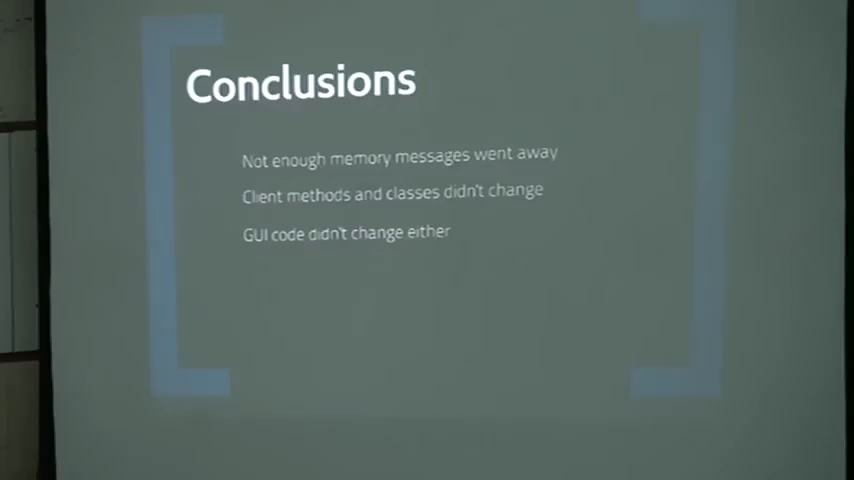 Conclusions
Not enough memory messages went away
Client methods and classes didn't change
GUI code didn't change either